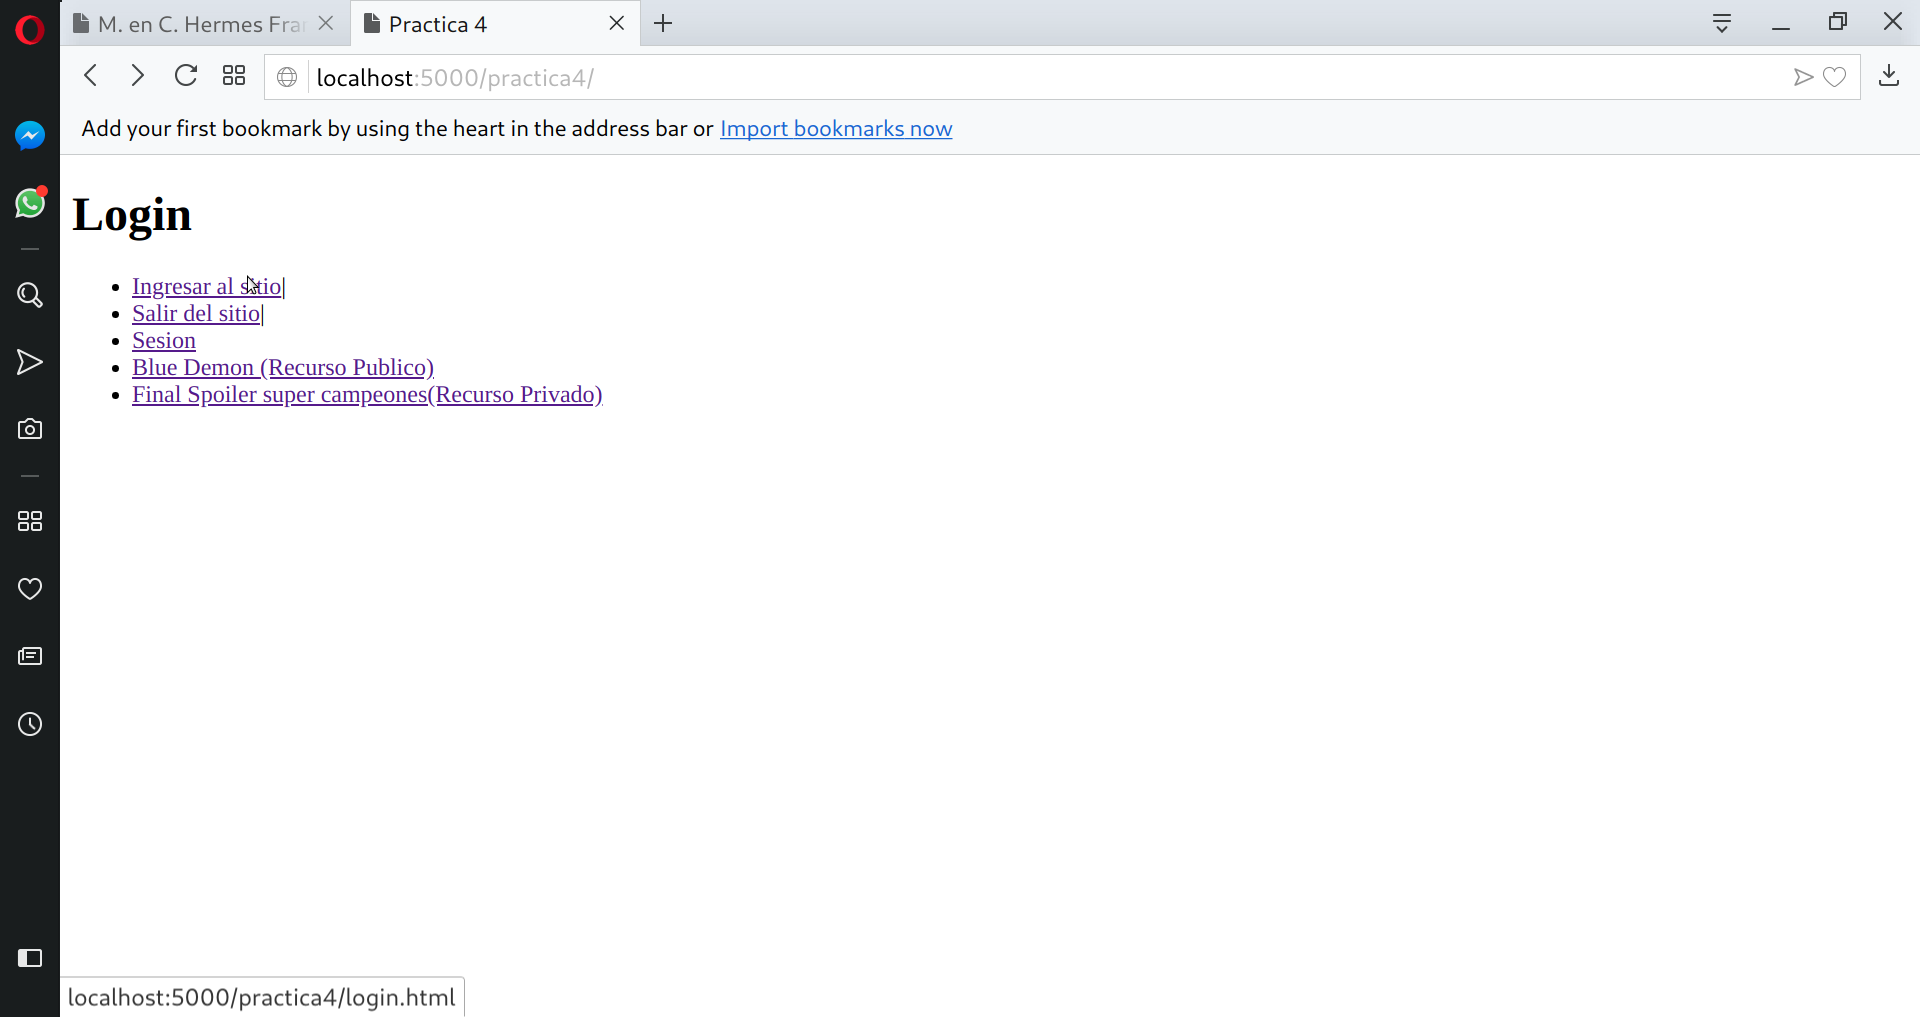 M. en C. Hermes Fra
Practica 4
localhost:5000/practica4/
Add your first bookmark by using the heart in the address bar or Import bookmarks now
Login
Ingresar al sitio|
Salir del sitio|
Sesion
Blue Demon (Recurso Publico)
Final Spoiler super campeones(Recurso Privado)
localhost:5000/practica4/login.html